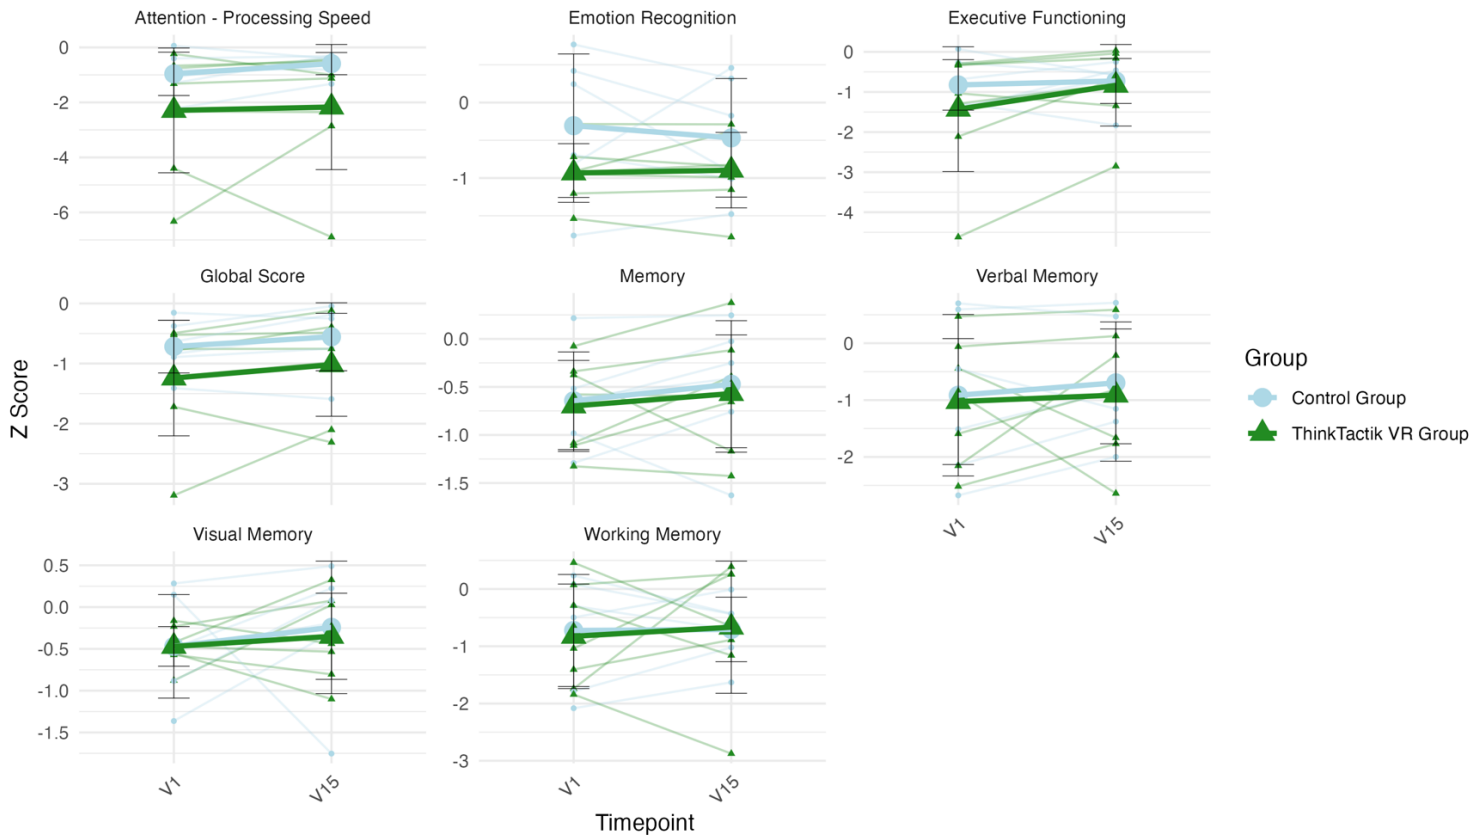 Attention - Processing Speed
Emotion Recognition
Executive Functioning
0
-2
-4
-6
0
-1
0
-1
-2
-3
-4
Global Score
Memory
Verbal Memory
0
-1
-2
-3
0.0
-0.5
-1.0
-1.5
0
-1
-2
V1
V15
Visual Memory
Working Memory
0.5
0.0
-0.5
-1.0
-1.5
0
-1
-2
-3
V1
V15
V1
V15
Z Score
Timepoint
Group
Control Group
ThinkTactik VR Group